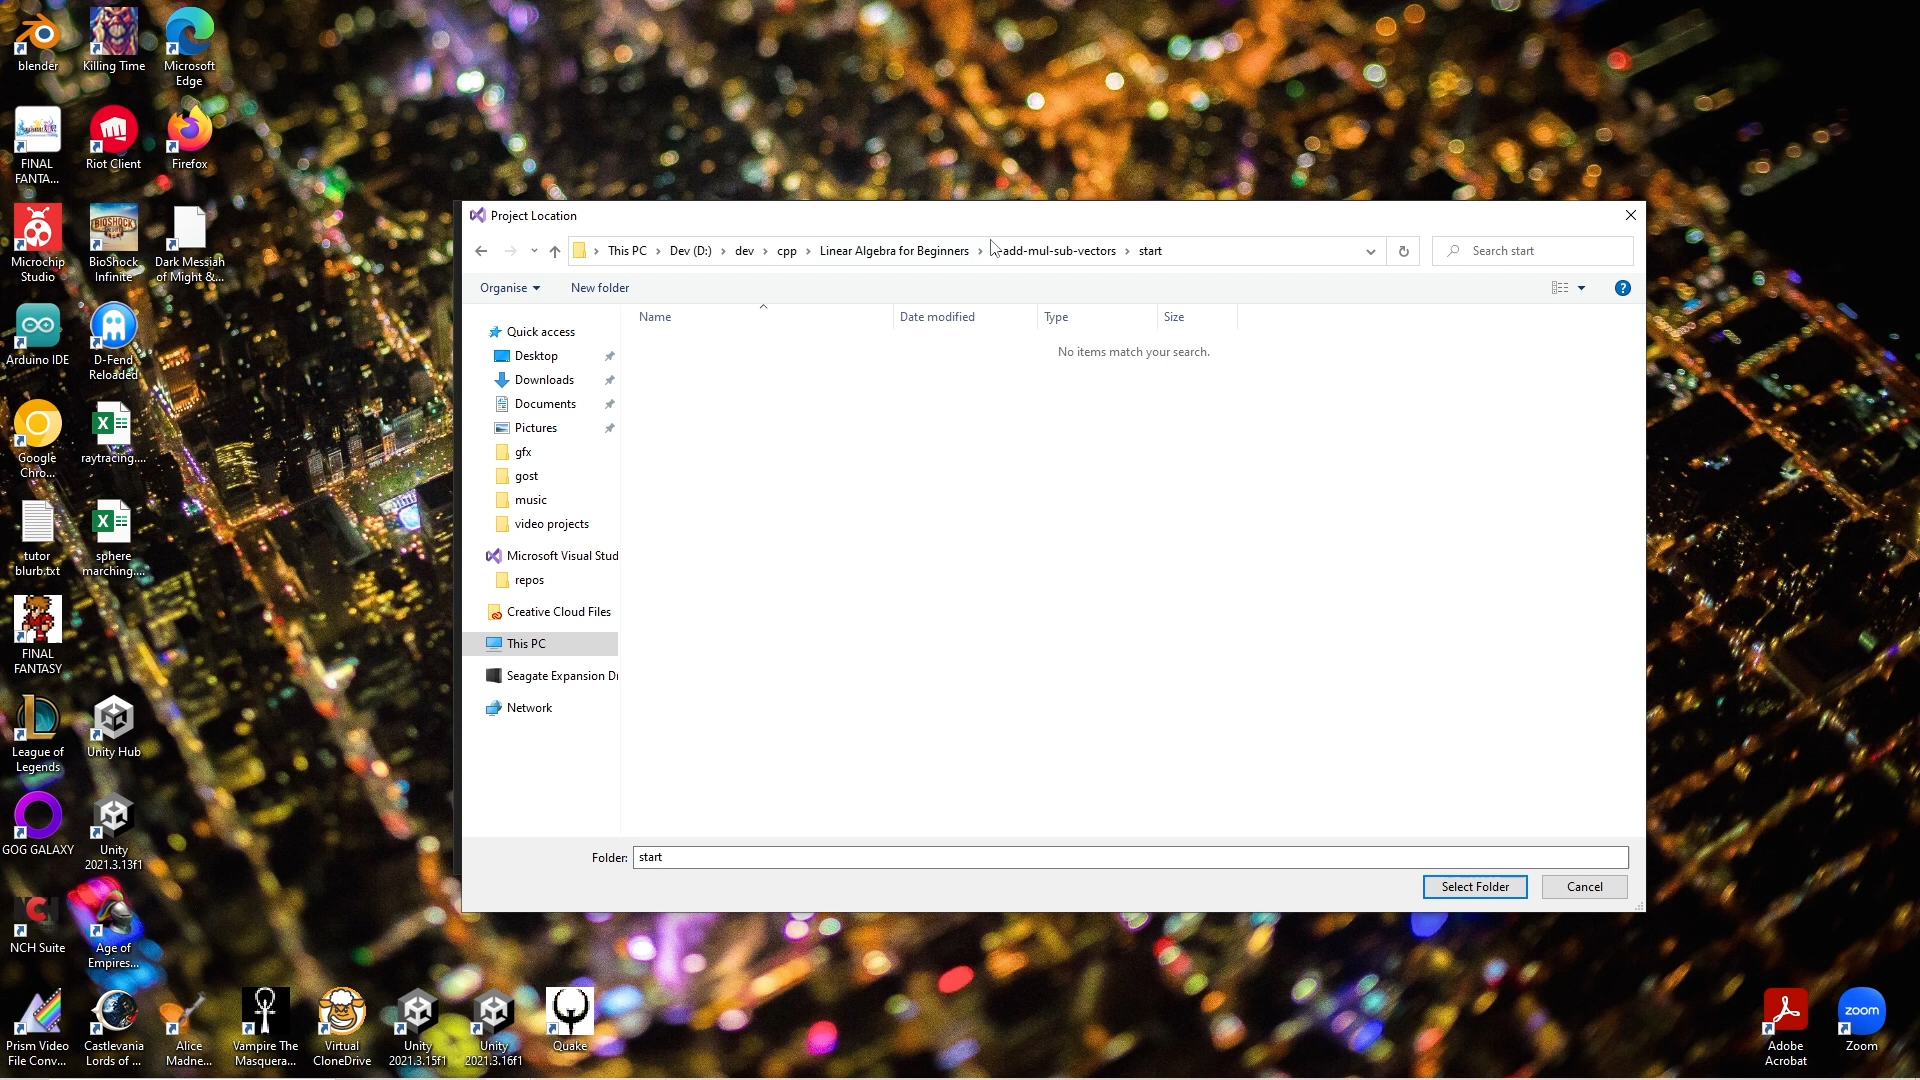 blender
Killing Time
Microsoft
Edge
FINAL
FANTA...
Riot Client
Firefox
Microchip
Studio
BIOSHOCK
BioShock
Infinite
Dark Messiah
of Might &...
Arduino IDE
D-Fend
Reloaded
Google
Chro...
raytracing....
tutor
blurb.txt
sphere
marching....
FINAL
FANTASY
League of
Legends
Unity Hub
GOG GALAXY
Unity
2021.3.13f1
NCH Suite
Age of
Empires...
Prism Video
File Conv...
Castlevania
Lords of ...
Alice
Madne...
Vampire The
Masquera...
Virtual
CloneDrive
Unity
2021.3.15f1
Unity
2021.3.16f1
Quake
Adobe
Acrobat
zoom
Zoom
Project Location
This PC > Dev (D:) > dev > cpp > Linear Algebra for Beginners > -add-mul-sub-vectors > start
Search start
Organise
New folder
Name
Date modified
Type
Size
No items match your search.
Quick access
Desktop
Downloads
Documents
Pictures
gfx
gost
music
video projects
Microsoft Visual Stud
repos
Creative Cloud Files
This PC
Seagate Expansion Dr
Network
Folder: start
Select Folder
Cancel